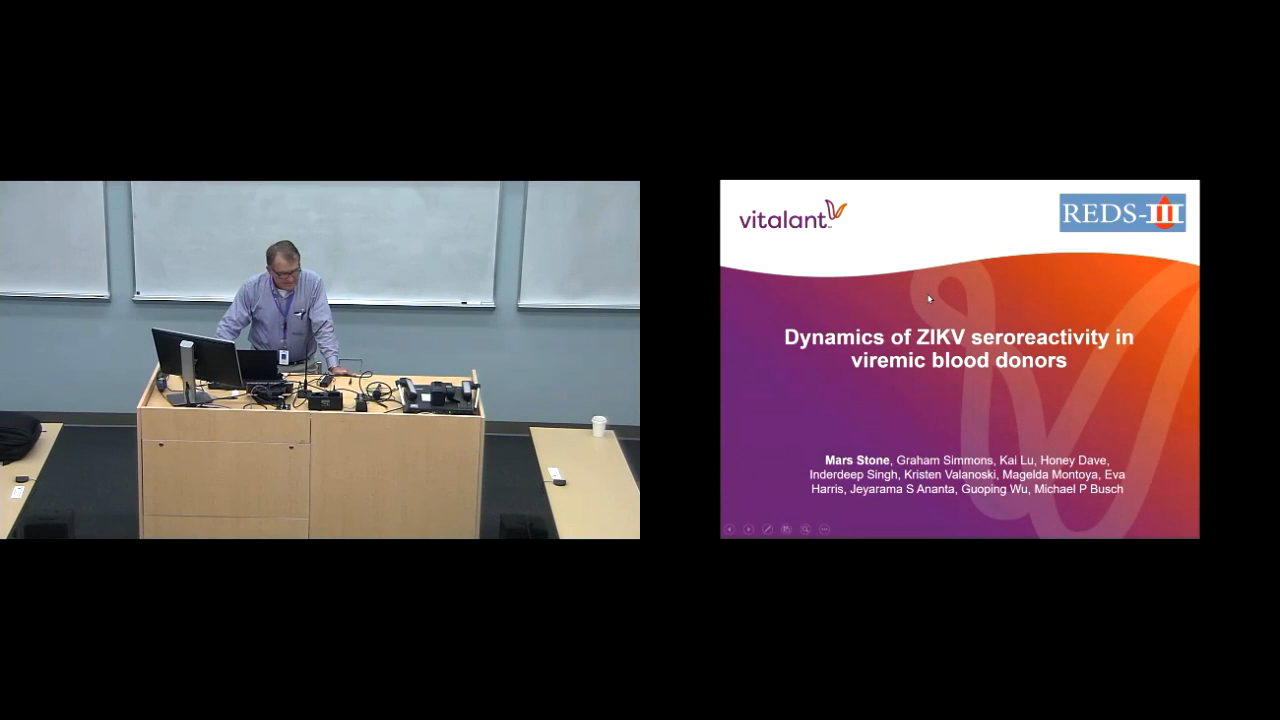 vitalant
REDS-III
Dynamics of ZIKV seroreactivity in
viremic blood donors
Mars Stone, Graham Simmons, Kai Lu, Honey Dave,
Inderdeep Singh, Kristen Valanoski, Magelda Montoya, Eva
Harris, Jeyarama S Ananta, Guoping Wu, Michael P Busch